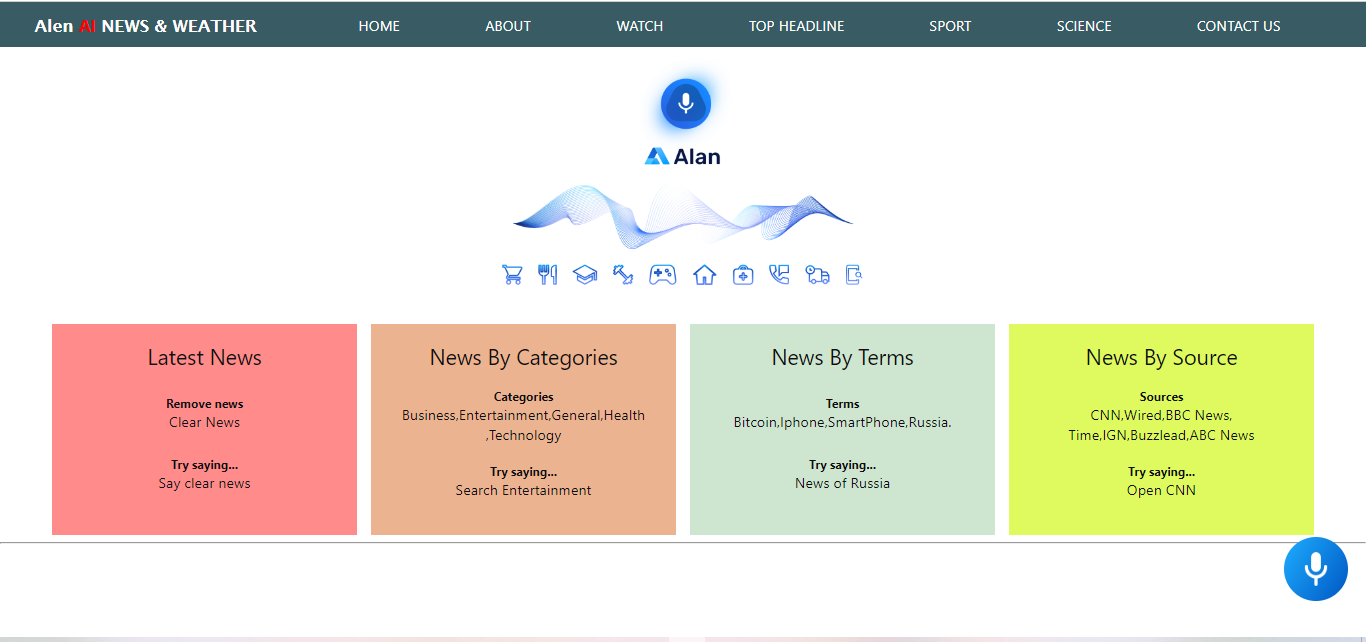 Alen AI NEWS & WEATHER
HOME
ABOUT
WATCH
TOP HEADLINE
SPORT
SCIENCE
CONTACT US
Alan
Latest News
Remove news
Clear News
Try saying...
Say clear news
News By Categories
Categories
Business,Entertainment,General,Health
,Technology
Try saying...
Search Entertainment
News By Terms
Terms
Bitcoin,Iphone,SmartPhone,Russia.
Try saying...
News of Russia
News By Source
Sources
CNN,Wired,BBC News,
Time,IGN,Buzzlead,ABC News
Try saying...
Open CNN